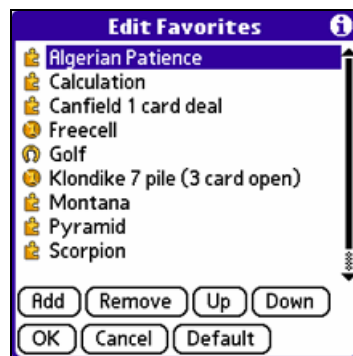 Edit Favorites i
Algerian Patience
Calculation
Canfield 1 card deal
Freecell
Golf
Klondike 7 pile (3 card open)
Montana
Pyramid
Scorpion
Add Remove Up Down
OK Cancel Default